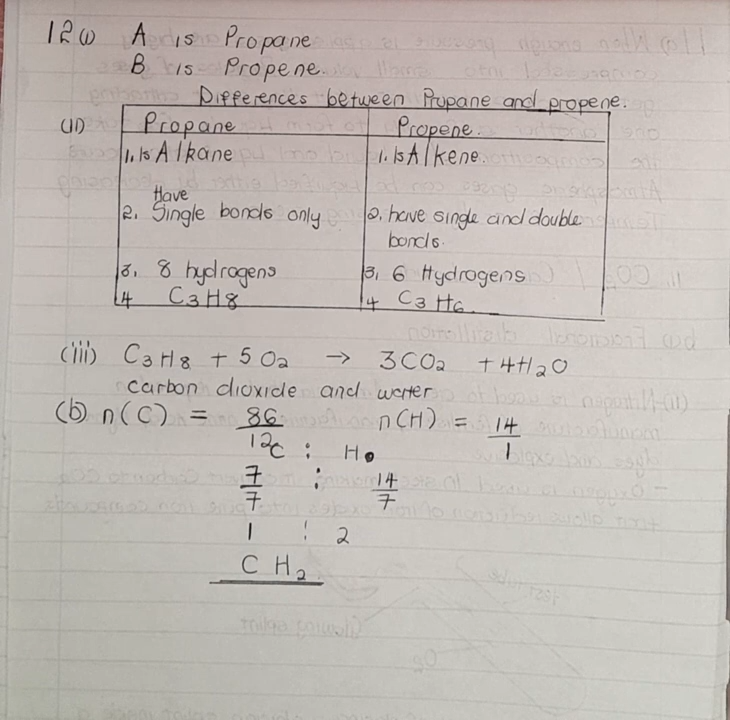 12(i) A is Propane
B is Propene.
Differences between Propane and propene.
(ii) Propane Propene.
1. is Alkane 1. is Alkene.
2. Have Single bonds only 2. have single and double
bonds.
3. 8 hydrogens 3. 6 Hydrogens
4 C3H8 4 C3H6
(iii) C3H8 + 5O2 → 3CO2 + 4H2O
carbon dioxide and water
(b) n(C) = 86/12 n(H) = 14/1
C : H
7/7 : 14/7
1 : 2
CH2